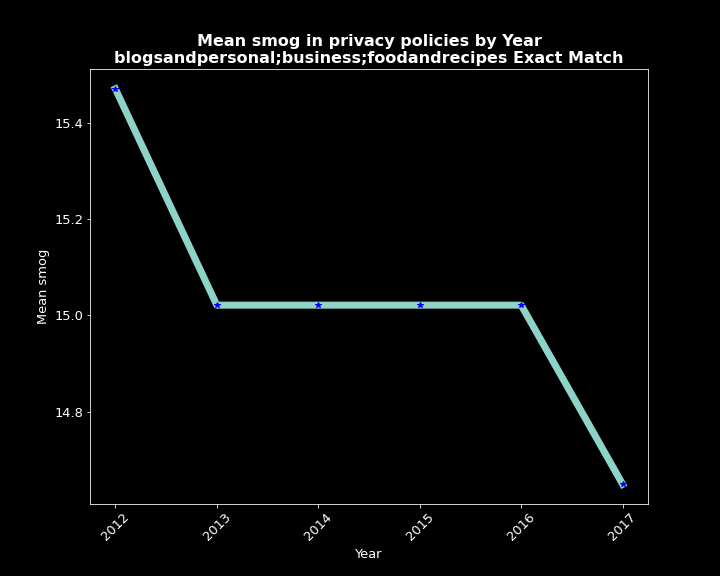 Mean smog in privacy policies by Year
blogsandpersonal;business;foodandrecipes Exact Match
15.4
15.2
15.0
14.8
Mean smog
2012
2013
2014
2015
2016
2017
Year